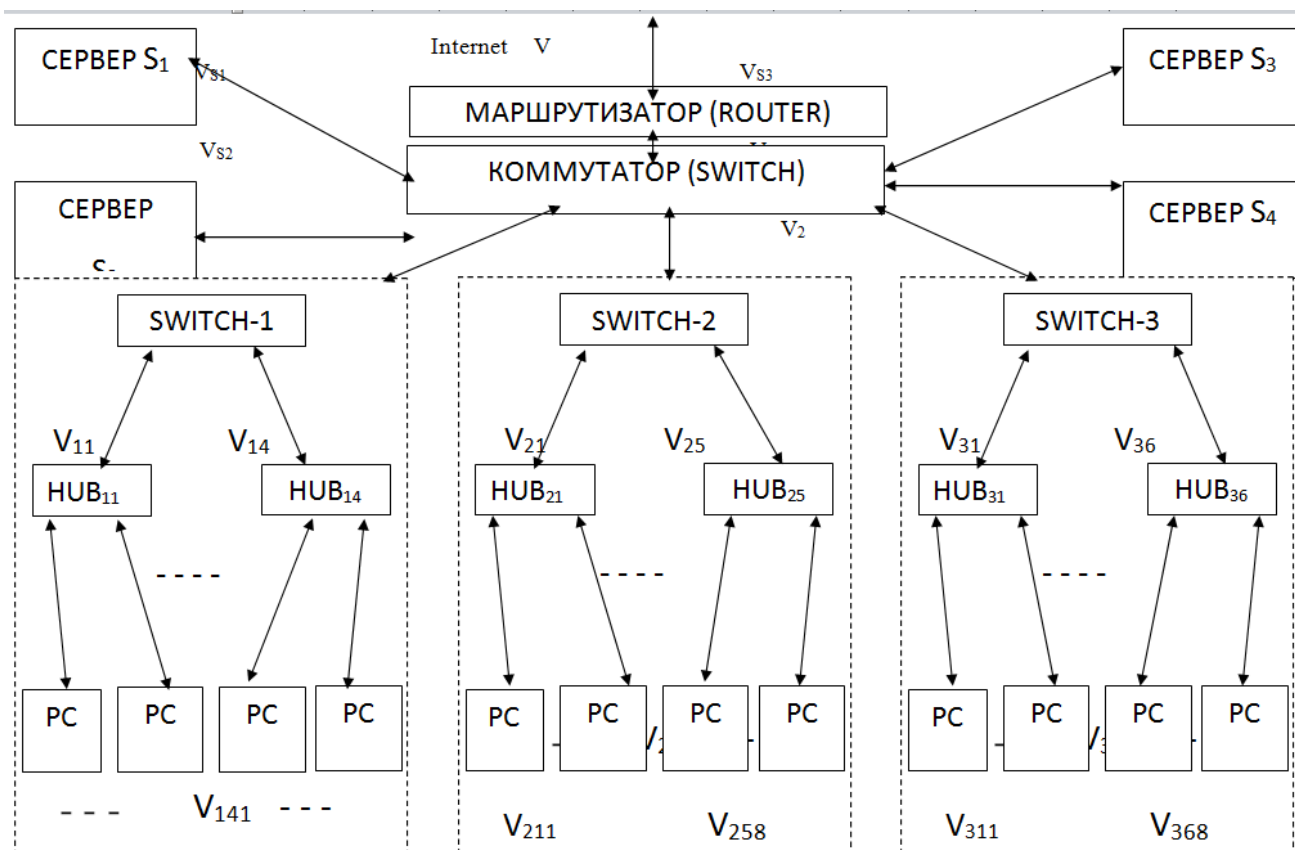 СЕРВЕР S1
Internet V
СЕРВЕР S3
VS1
VS3
МАРШРУТИЗАТОР (ROUTER)
VS2
КОММУТАТОР (SWITCH)
СЕРВЕР
СЕРВЕР S4
V2
SWITCH-1
SWITCH-2
SWITCH-3
V11
V14
V21
V25
V31
V36
HUB11
HUB14
HUB21
HUB25
HUB31
HUB36
- - - -
- - - -
- - - -
PC
PC
PC
PC
PC
PC
PC
PC
PC
PC
PC
PC
- - - V141 - - -
V211
V258
V311
V368